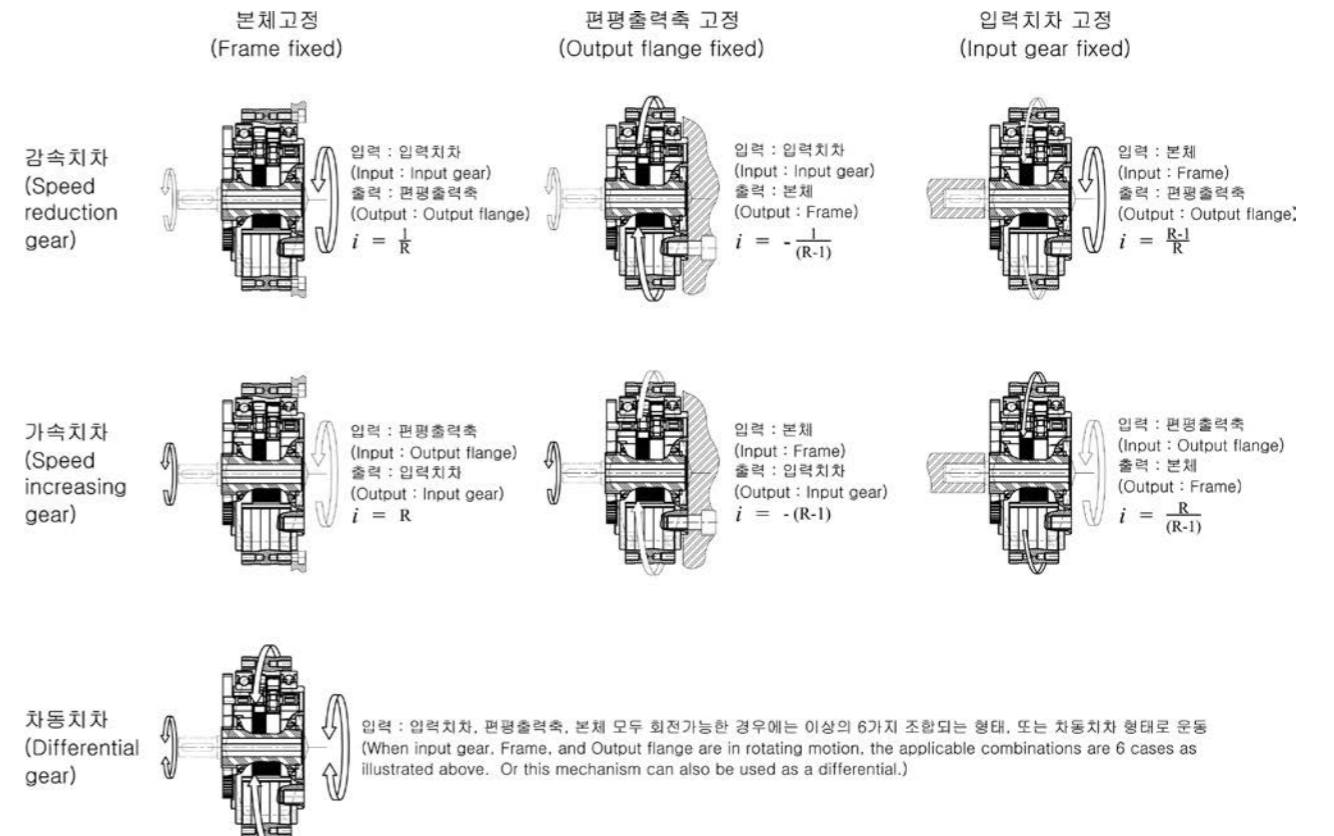 본체고정
(Frame fixed)
편평출력축 고정
(Output flange fixed)
입력치차 고정
(Input gear fixed)
감속치차
(Speed
reduction
gear)
입력 : 입력치차
(Input : Input gear)
출력 : 편평출력축
(Output : Output flange)
i = 1/R
입력 : 입력치차
(Input : Input gear)
출력 : 본체
(Output : Frame)
i = - 1/(R-1)
입력 : 본체
(Input : Frame)
출력 : 편평출력축
(Output : Output flange)
i = R-1/R
가속치차
(Speed
increasing
gear)
입력 : 편평출력축
(Input : Output flange)
출력 : 입력치차
(Output : Input gear)
i = R
입력 : 본체
(Input : Frame)
출력 : 입력치차
(Output : Input gear)
i = - (R-1)
입력 : 편평출력축
(Input : Output flange)
출력 : 본체
(Output : Frame)
i = R/(R-1)
차동치차
(Differential
gear)
입력 : 입력치차, 편평출력축, 본체 모두 회전가능한 경우에는 이상의 6가지 조합되는 형태, 또는 차동치차 형태로 운동
(When input gear, Frame, and Output flange are in rotating motion, the applicable combinations are 6 cases as
illustrated above. Or this mechanism can also be used as a differential.)